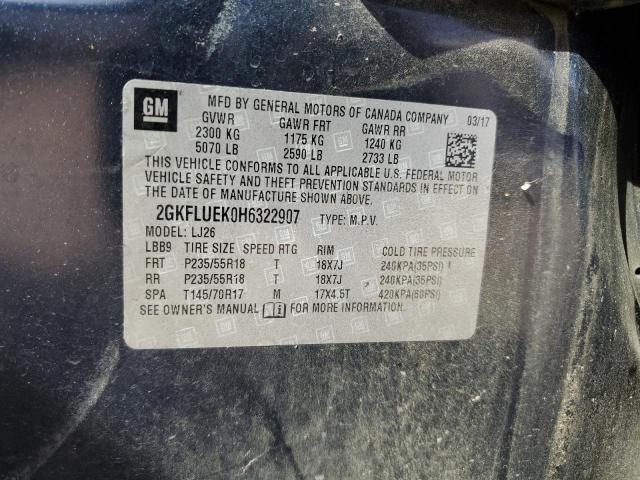 GM
MFD BY GENERAL MOTORS OF CANADA COMPANY 03/17
GVWR GAWR FRT GAWR RR
2300 KG 1175 KG 1240 KG
5070 LB 2590 LB 2733 LB
THIS VEHICLE CONFORMS TO ALL APPLICABLE U.S. FEDERAL MOTOR
VEHICLE SAFETY AND THEFT PREVENTION STANDARDS IN EFFECT ON
THE DATE OF MANUFACTURE SHOWN ABOVE.
2GKFLUEK0H6322907 TYPE: M.P.V.
MODEL: LJ26
LBB9 TIRE SIZE SPEED RTG RIM COLD TIRE PRESSURE
FRT P235/55R18 T 18X7J 240KPA(35PSI)
RR P235/55R18 T 18X7J 240KPA(35PSI)
SPA T145/70R17 M 17X4.5T 420KPA(60PSI)
SEE OWNER'S MANUAL FOR MORE INFORMATION.